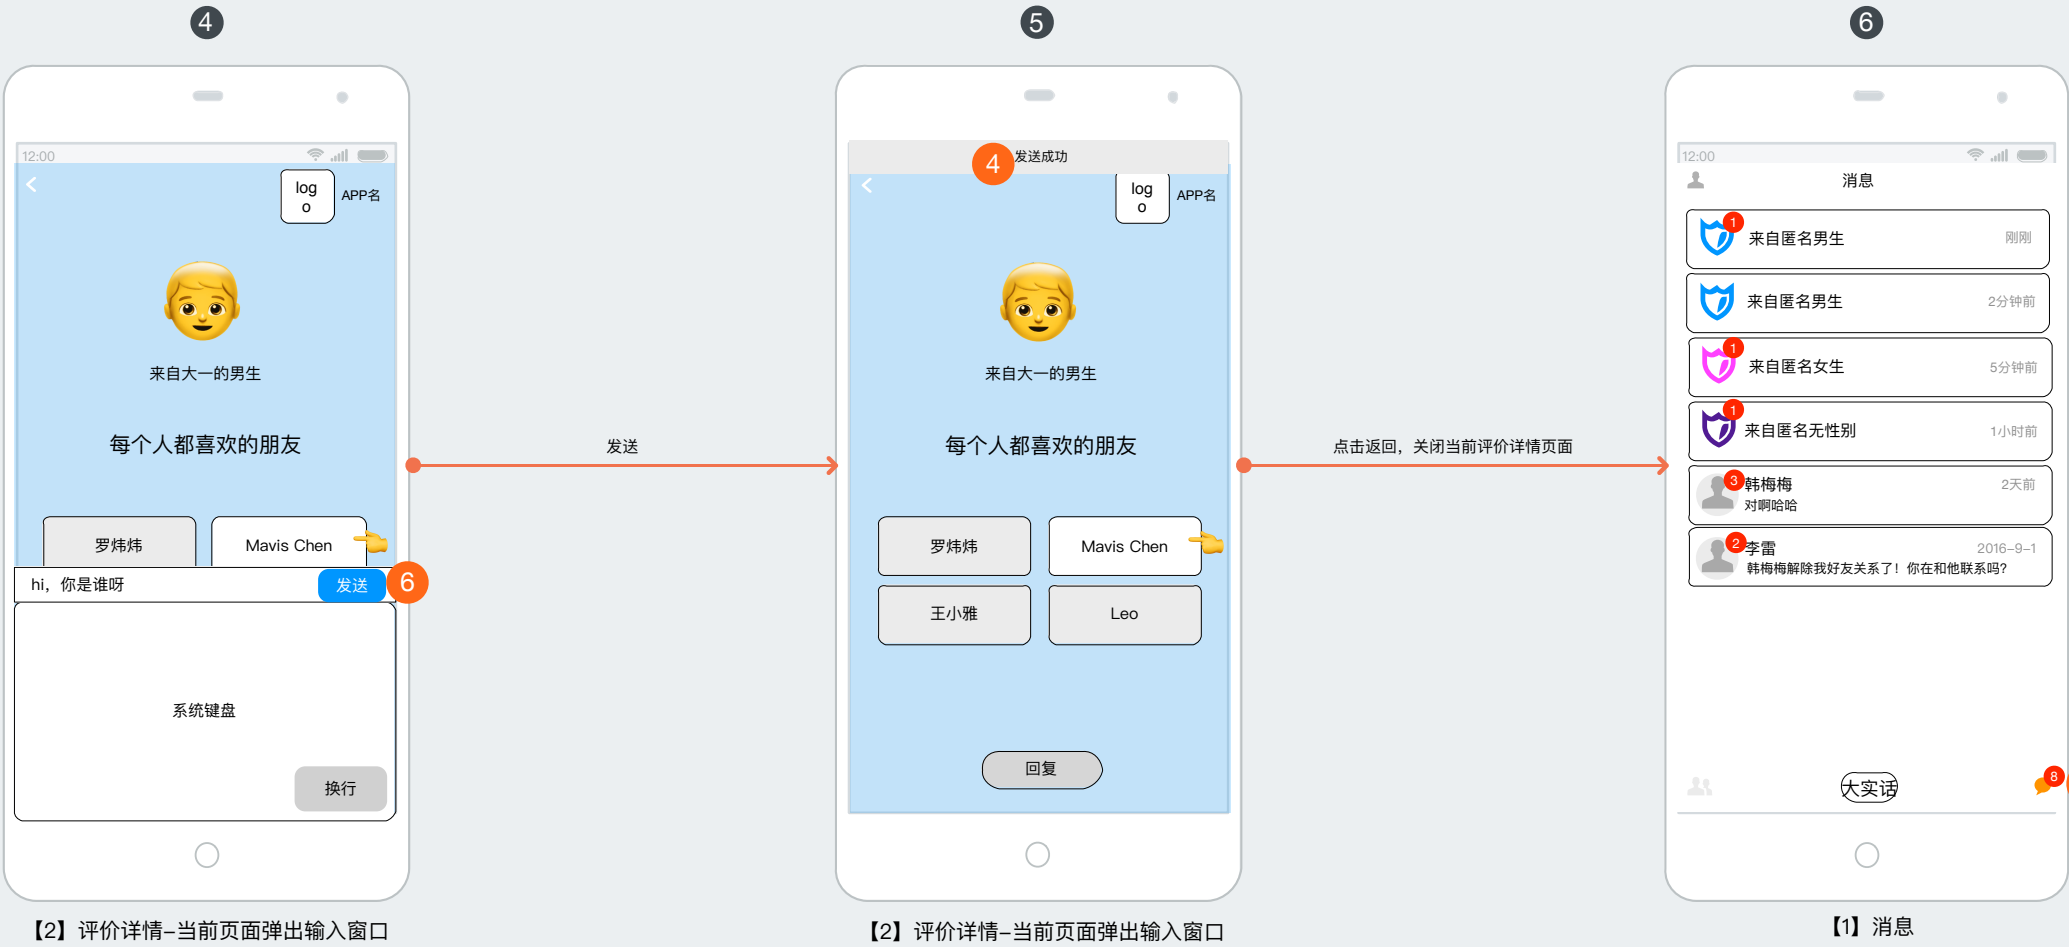 4
5
6
12:00
log
o
APP名
来自大一的男生
每个人都喜欢的朋友
罗炜炜
Mavis Chen
hi，你是谁呀
发送
6
系统键盘
换行
【2】评价详情-当前页面弹出输入窗口
发送
4
发送成功
log
o
APP名
来自大一的男生
每个人都喜欢的朋友
罗炜炜
Mavis Chen
王小雅
Leo
回复
【2】评价详情-当前页面弹出输入窗口
点击返回，关闭当前评价详情页面
12:00
消息
1
来自匿名男生
刚刚
来自匿名男生
2分钟前
1
来自匿名女生
5分钟前
1
来自匿名无性别
1小时前
3
韩梅梅
2天前
对啊哈哈
2
李雷
2016-9-1
韩梅梅解除我好友关系了！你在和他联系吗？
大实话
8
【1】消息